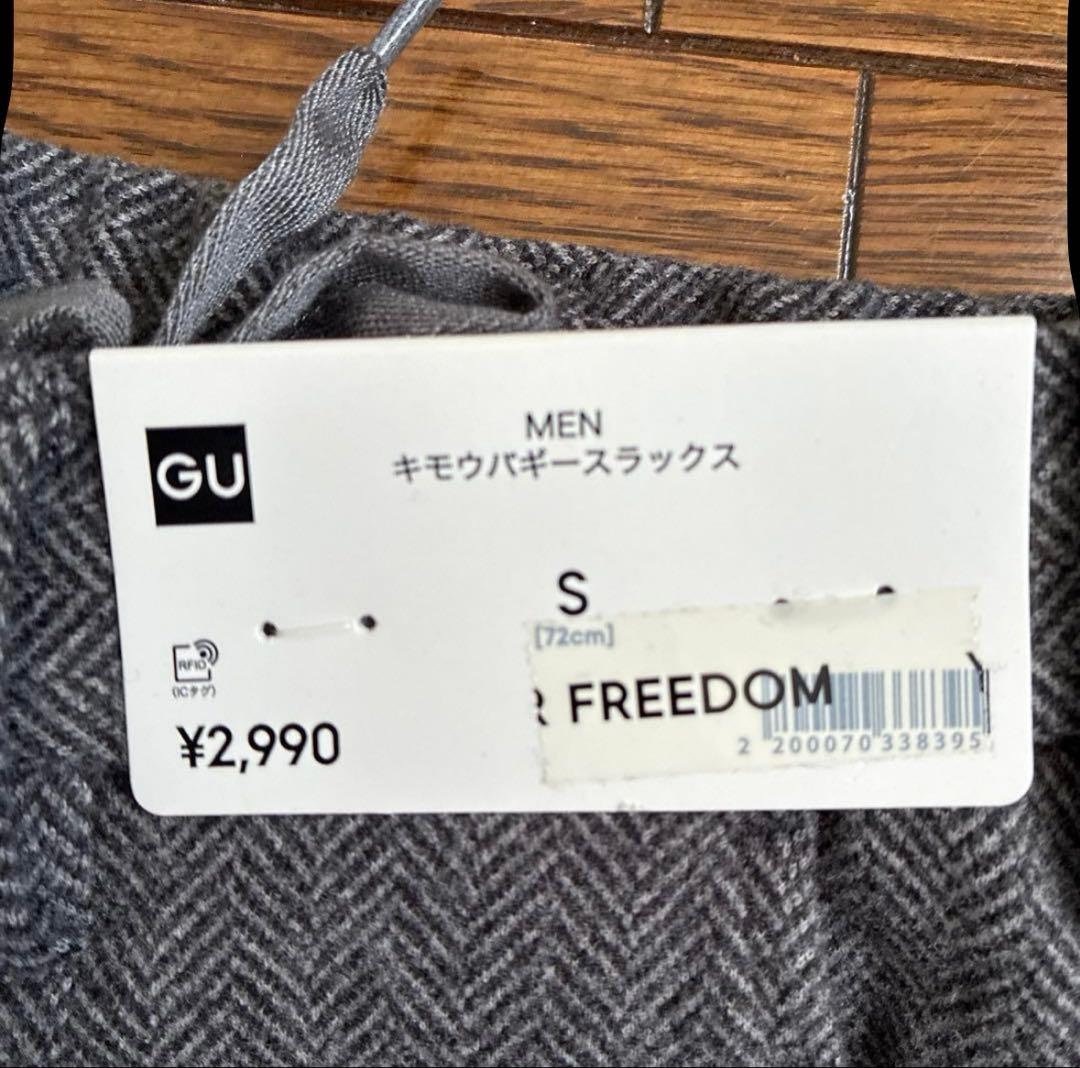 MEN
キモウバギースラックス
GU
S
[72cm]
RFID
(ICタグ)
R FREEDOM
¥2,990
2 200070 338395